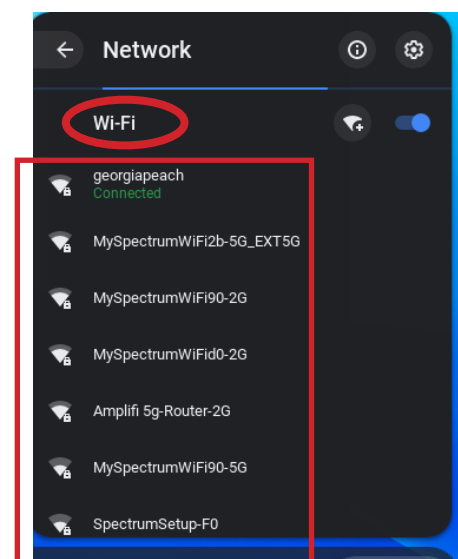 Network
Wi-Fi
georgiapeach
Connected
MySpectrumWiFi2b-5G_EXT5G
MySpectrumWiFi90-2G
MySpectrumWiFid0-2G
Amplifi 5g-Router-2G
MySpectrumWiFi90-5G
SpectrumSetup-F0